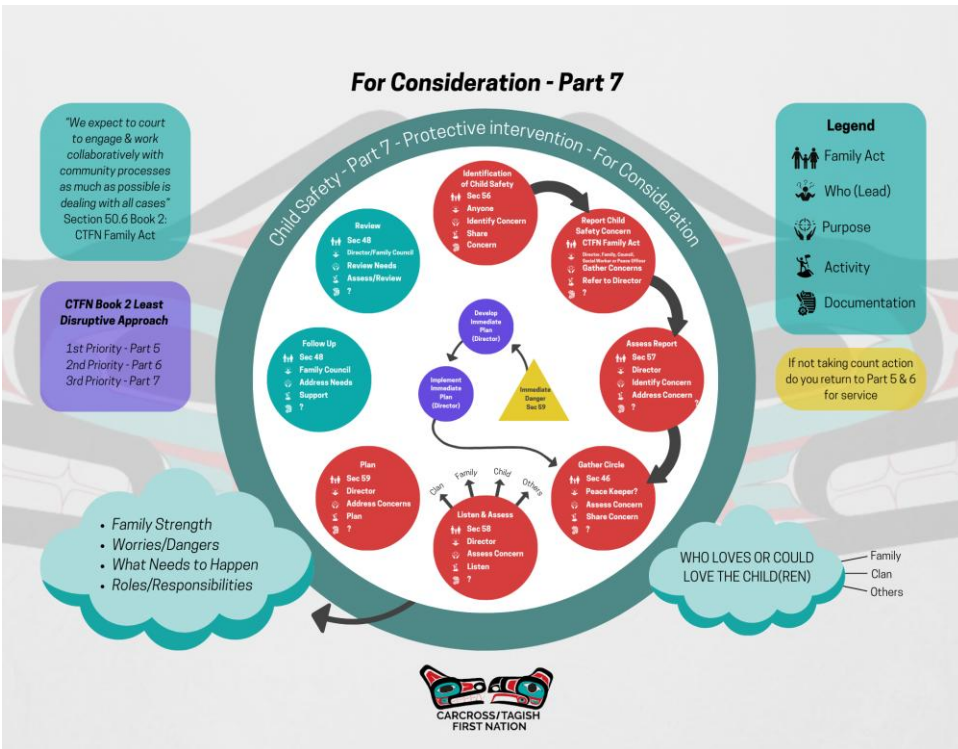 For Consideration - Part 7
"We expect to court
to engage & work
collaboratively with
community processes
as much as possible is
dealing with all cases"
Section 50.6 Book 2:
CTFN Family Act
CTFN Book 2 Least
Disruptive Approach
1st Priority - Part 5
2nd Priority - Part 6
3rd Priority - Part 7
Child Safety - Part 7 - Protective intervention - For Consideration
Identification
of Child Safety
Sec 56
Anyone
Identify Concern
Share
Concern
Report Child
Safety Concern
CTFN Family Act
Director, Family, Council,
Social Worker or Peace Officer
Gather Concerns
Refer to Director
?
Assess Report
Sec 57
Director
Identify Concern
Address Concern
?
?
Gather Circle
Sec 46
Peace Keeper?
Assess Concern
Share Concern
?
Clan
Family
Child
Others
Listen & Assess
Sec 58
Director
Assess Concern
Listen
?
Plan
Sec 59
Director
Address Concerns
Plan
?
Follow Up
Sec 48
Family Council
Address Needs
Support
?
Review
Sec 48
Director/Family Council
Review Needs
Assess/Review
?
Develop
Immediate
Plan
(Director)
Implement
Immediate
Plan
(Director)
Immediate
Danger
Sec 59
Legend
Family Act
Who (Lead)
Purpose
Activity
Documentation
If not taking count action
do you return to Part 5 & 6
for service
• Family Strength
• Worries/Dangers
• What Needs to Happen
• Roles/Responsibilities
WHO LOVES OR COULD
LOVE THE CHILD(REN)
Family
Clan
Others
CARCROSS/TAGISH
FIRST NATION